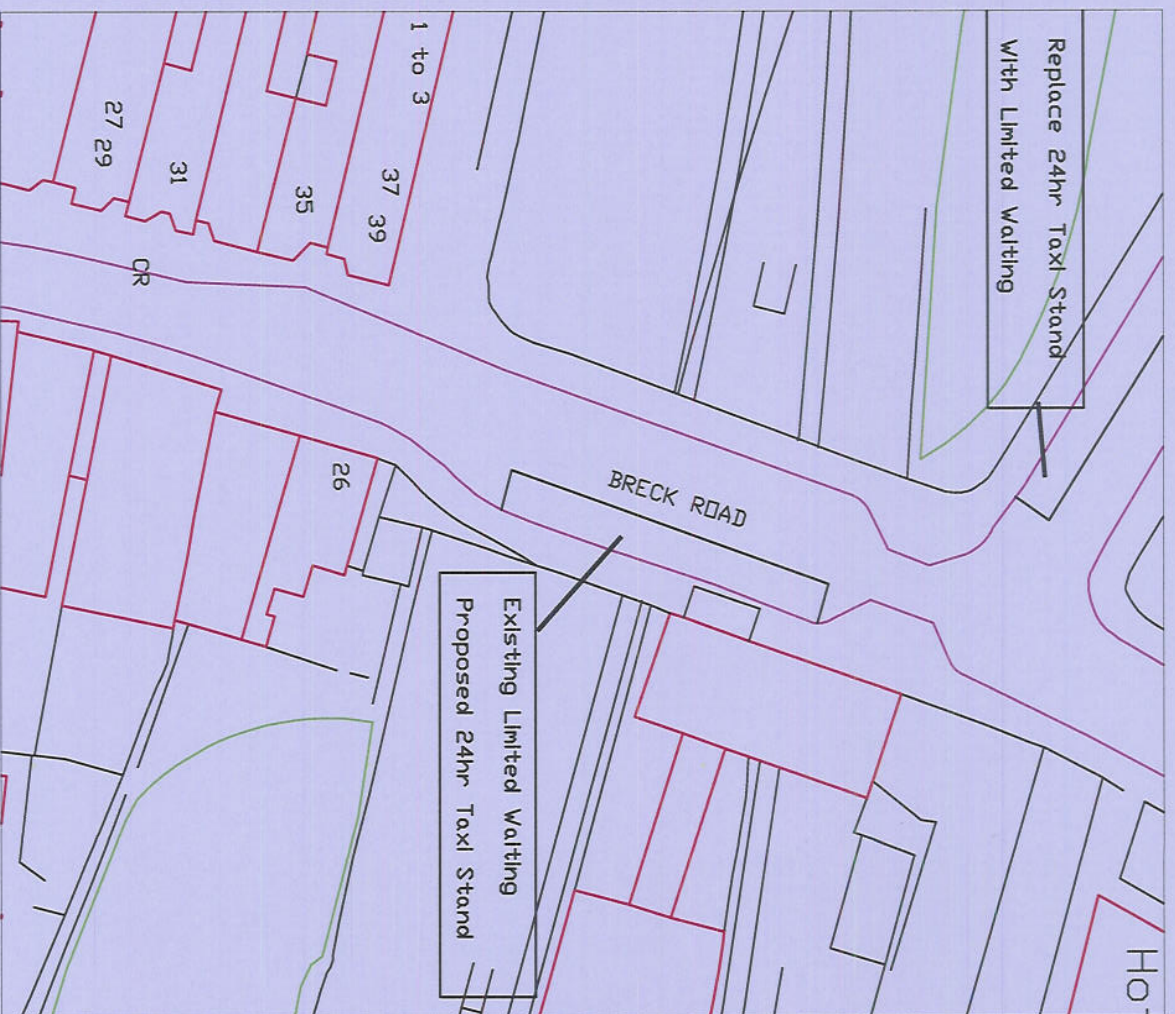 Replace 24hr Taxi Stand
with Limited Waiting
1 to 3
37
39
35
31
27 29
CR
BRECK ROAD
26
Existing Limited Waiting
Proposed 24hr Taxi Stand